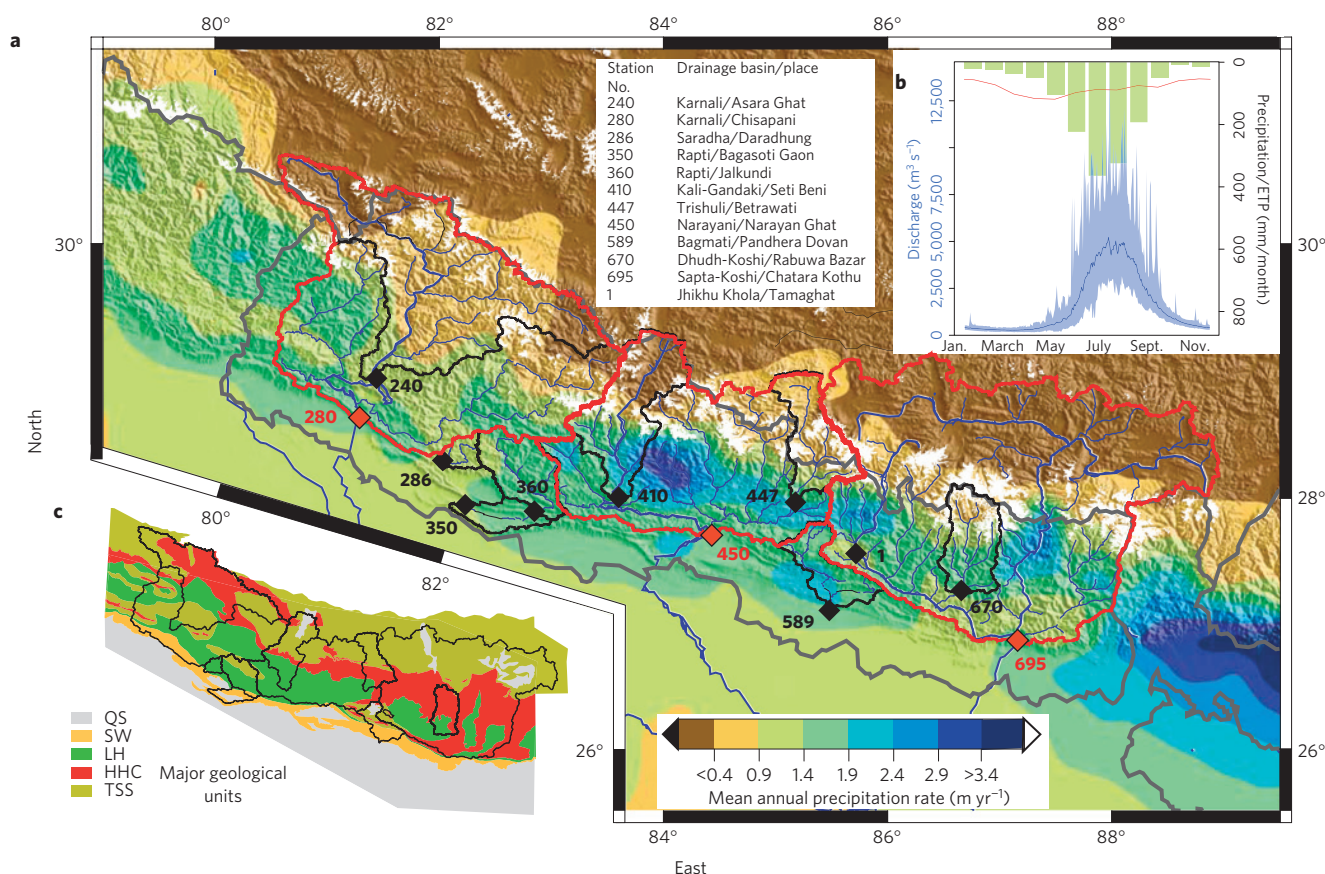 a
80°
82°
84°
86°
88°
Station No.
Drainage basin/place
240 Karnali/Asara Ghat
280 Karnali/Chisapani
286 Saradha/Daradhung
350 Rapti/Bagasoti Gaon
360 Rapti/Jalkundi
410 Kali-Gandaki/Seti Beni
447 Trishuli/Betrawati
450 Narayani/Narayan Ghat
589 Bagmati/Pandhera Dovan
670 Dhudh-Koshi/Rabuwa Bazar
695 Sapta-Koshi/Chatara Kothu
1 Jhikhu Khola/Tamaghat
b
Discharge (m³ s⁻¹)
12,500
7,500
5,000
2,500
0
Precipitation/ETP (mm/month)
0
200
400
600
800
Jan. March May July Sept. Nov.
30°
30°
North
240
280
286
360
350
410
447
450
1
589
670
695
28°
c
80°
82°
QS
SW
LH
HHC
TSS
Major geological
units
26°
26°
<0.4 0.9 1.4 1.9 2.4 2.9 >3.4
Mean annual precipitation rate (m yr⁻¹)
84°
86°
88°
East